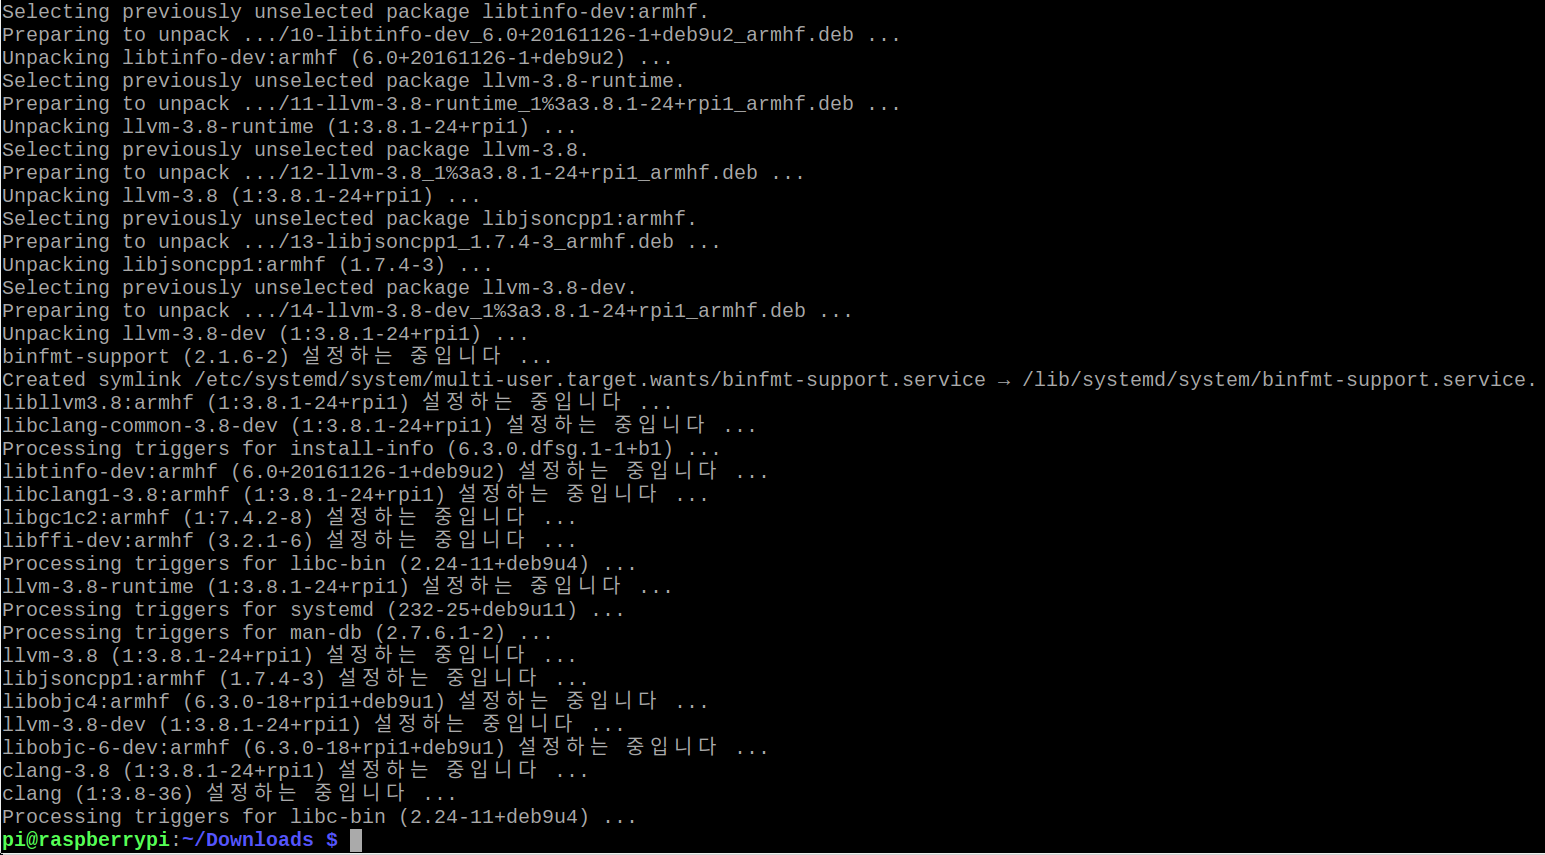 Selecting previously unselected package libtinfo-dev:armhf.
Preparing to unpack .../10-libtinfo-dev_6.0+20161126-1+deb9u2_armhf.deb ...
Unpacking libtinfo-dev:armhf (6.0+20161126-1+deb9u2) ...
Selecting previously unselected package llvm-3.8-runtime.
Preparing to unpack .../11-llvm-3.8-runtime_1%3a3.8.1-24+rpi1_armhf.deb ...
Unpacking llvm-3.8-runtime (1:3.8.1-24+rpi1) ...
Selecting previously unselected package llvm-3.8.
Preparing to unpack .../12-llvm-3.8_1%3a3.8.1-24+rpi1_armhf.deb ...
Unpacking llvm-3.8 (1:3.8.1-24+rpi1) ...
Selecting previously unselected package libjsoncpp1:armhf.
Preparing to unpack .../13-libjsoncpp1_1.7.4-3_armhf.deb ...
Unpacking libjsoncpp1:armhf (1.7.4-3) ...
Selecting previously unselected package llvm-3.8-dev.
Preparing to unpack .../14-llvm-3.8-dev_1%3a3.8.1-24+rpi1_armhf.deb ...
Unpacking llvm-3.8-dev (1:3.8.1-24+rpi1) ...
binfmt-support (2.1.6-2) 설정하는 중입니다 ...
Created symlink /etc/systemd/system/multi-user.target.wants/binfmt-support.service → /lib/systemd/system/binfmt-support.service.
libllvm3.8:armhf (1:3.8.1-24+rpi1) 설정하는 중입니다 ...
libclang-common-3.8-dev (1:3.8.1-24+rpi1) 설정하는 중입니다 ...
Processing triggers for install-info (6.3.0.dfsg.1-1+b1) ...
libtinfo-dev:armhf (6.0+20161126-1+deb9u2) 설정하는 중입니다 ...
libclang1-3.8:armhf (1:3.8.1-24+rpi1) 설정하는 중입니다 ...
libgc1c2:armhf (1:7.4.2-8) 설정하는 중입니다 ...
libffi-dev:armhf (3.2.1-6) 설정하는 중입니다 ...
Processing triggers for libc-bin (2.24-11+deb9u4) ...
llvm-3.8-runtime (1:3.8.1-24+rpi1) 설정하는 중입니다 ...
Processing triggers for systemd (232-25+deb9u11) ...
Processing triggers for man-db (2.7.6.1-2) ...
llvm-3.8 (1:3.8.1-24+rpi1) 설정하는 중입니다 ...
libjsoncpp1:armhf (1.7.4-3) 설정하는 중입니다 ...
libobjc4:armhf (6.3.0-18+rpi1+deb9u1) 설정하는 중입니다 ...
llvm-3.8-dev (1:3.8.1-24+rpi1) 설정하는 중입니다 ...
libobjc-6-dev:armhf (6.3.0-18+rpi1+deb9u1) 설정하는 중입니다 ...
clang-3.8 (1:3.8.1-24+rpi1) 설정하는 중입니다 ...
clang (1:3.8-36) 설정하는 중입니다 ...
Processing triggers for libc-bin (2.24-11+deb9u4) ...
pi@raspberrypi:~/Downloads $